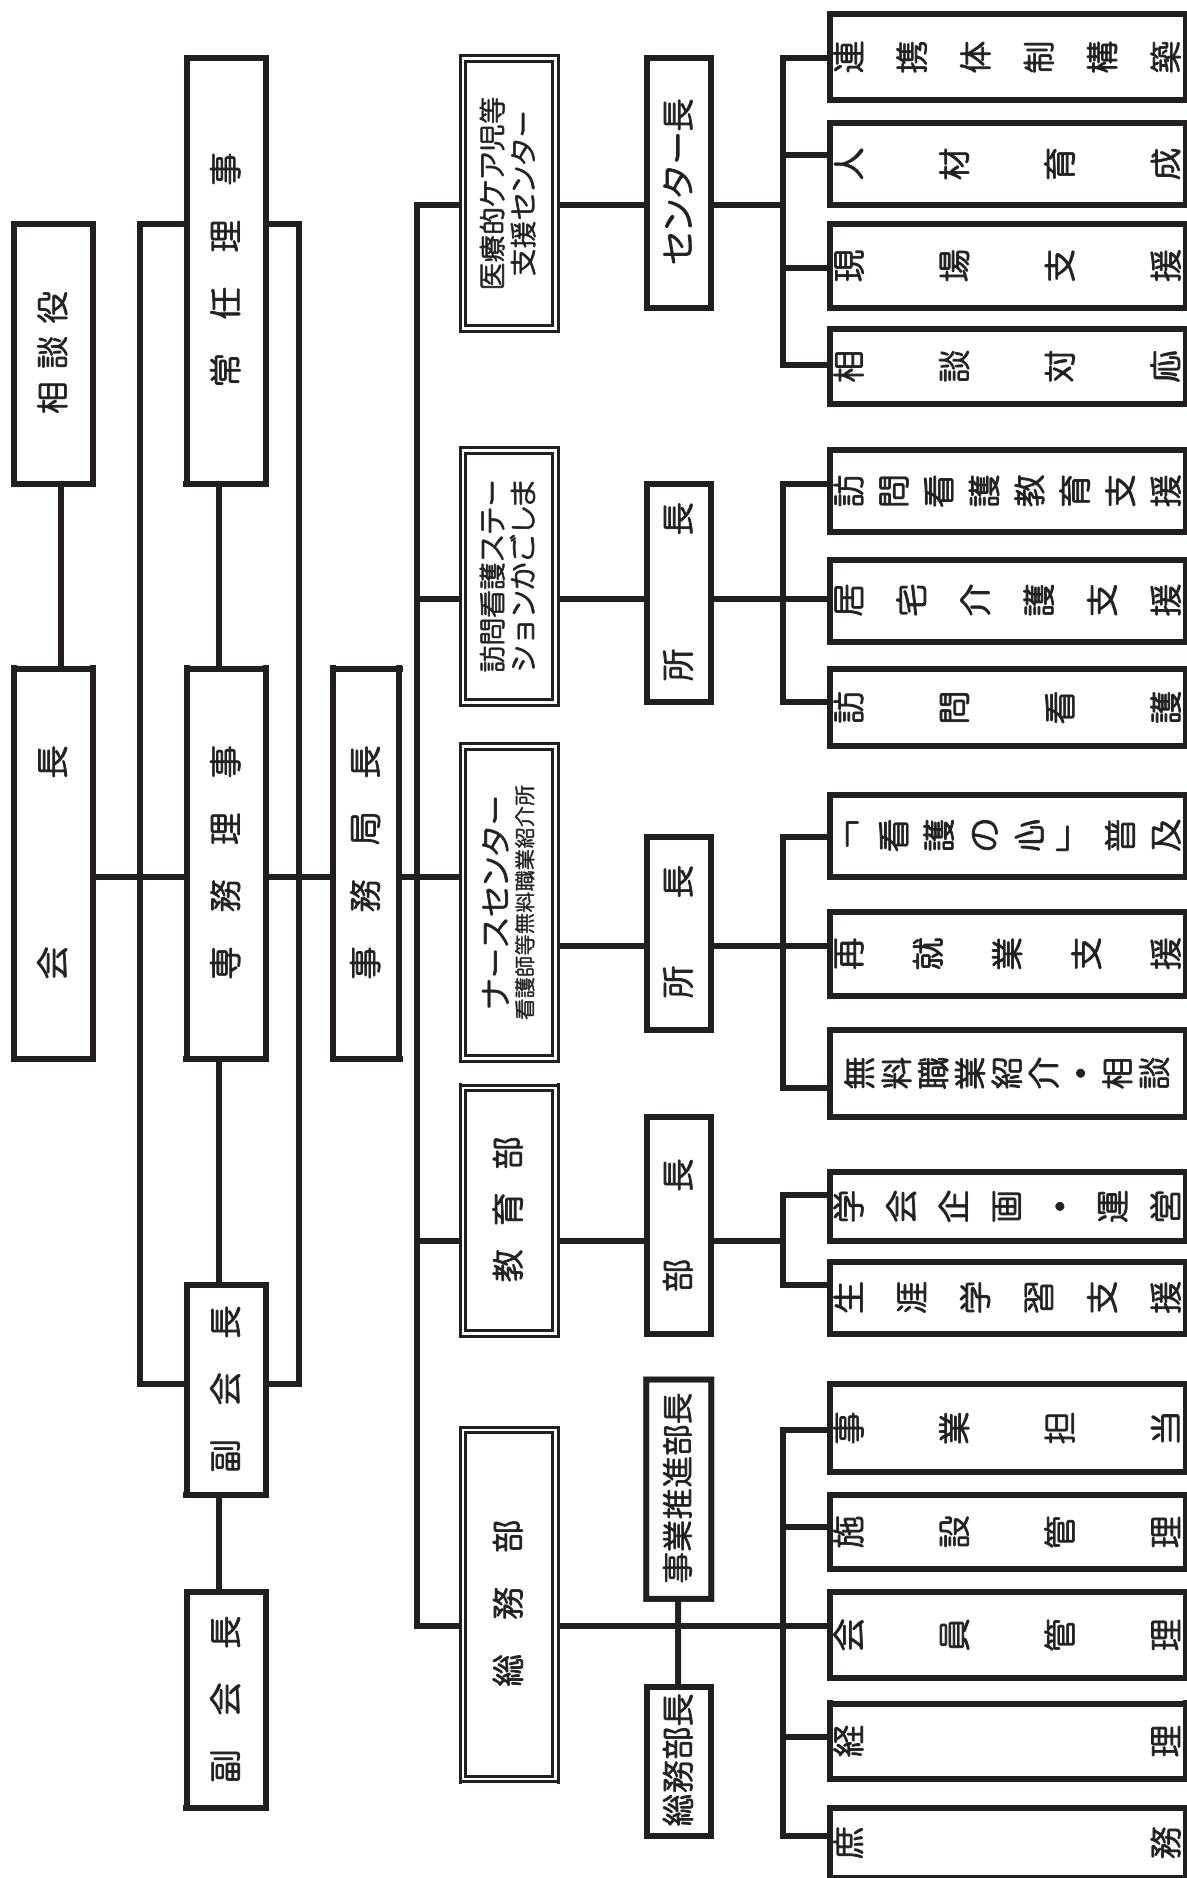 会長
相談役
副会長
副会長
専務理事
常任理事
事務局長
総務部
教育部
ナースセンター
看護師等無料職業紹介所
訪問看護ステー
ションかごしま
医療的ケア児等
支援センター
総務部長
事業推進部長
部長
所長
所長
センター長
庶務
経理
会員管理
施設管理
事業担当
生涯学習支援
学会企画・運営
無料職業紹介・相談
再就業支援
「看護の心」普及
訪問看護
居宅介護支援
訪問看護教育支援
相談対応
現場支援
人材育成
連携体制構築